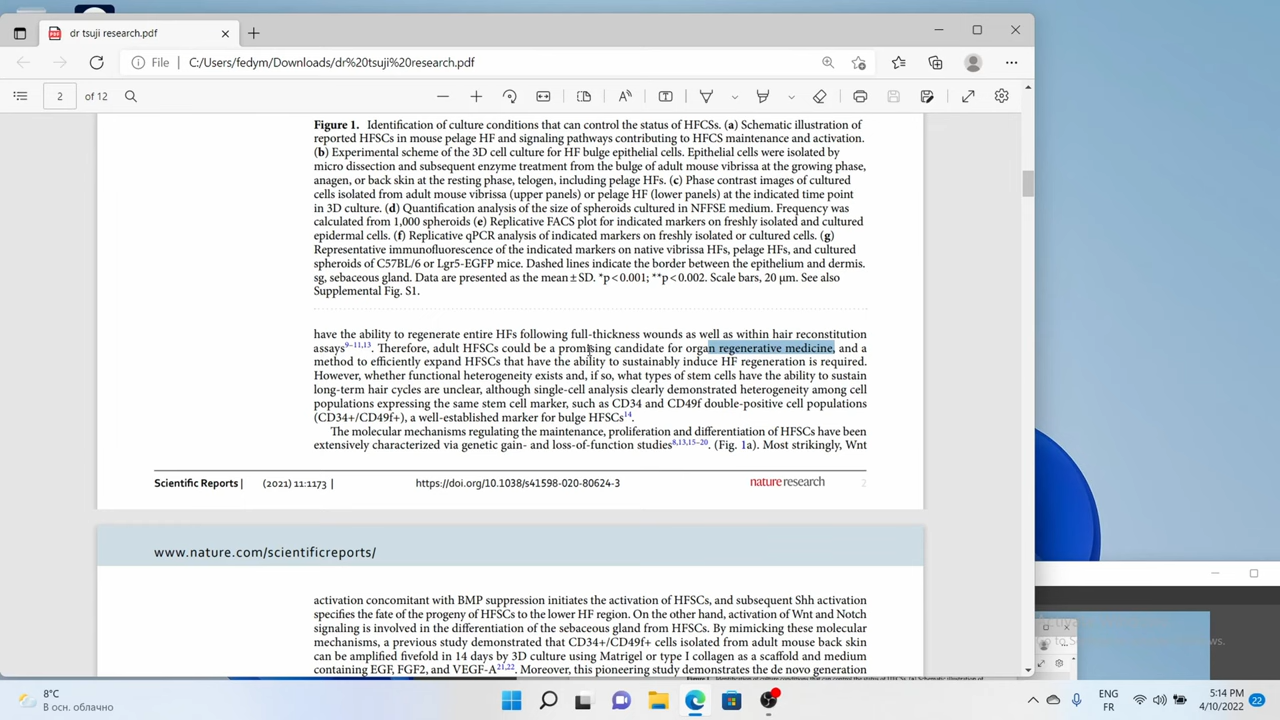 dr tsuji research.pdf
File C:/Users/fedym/Downloads/dr%20tsuji%20research.pdf
2 of 12
Figure 1. Identification of culture conditions that can control the status of HFCSs. (a) Schematic illustration of
reported HFSCs in mouse pelage HF and signaling pathways contributing to HFCS maintenance and activation.
(b) Experimental scheme of the 3D cell culture for HF bulge epithelial cells. Epithelial cells were isolated by
micro dissection and subsequent enzyme treatment from the bulge of adult mouse vibrissa at the growing phase,
anagen, or back skin at the resting phase, telogen, including pelage HFs. (c) Phase contrast images of cultured
cells isolated from adult mouse vibrissa (upper panels) or pelage HF (lower panels) at the indicated time point
in 3D culture. (d) Quantification analysis of the size of spheroids cultured in NFFSE medium. Frequency was
calculated from 1,000 spheroids (e) Replicative FACS plot for indicated markers on freshly isolated and cultured
epidermal cells. (f) Replicative qPCR analysis of indicated markers on freshly isolated or cultured cells. (g)
Representative immunofluorescence of the indicated markers on native vibrissa HFs, pelage HFs, and cultured
spheroids of C57BL/6 or Lgr5-EGFP mice. Dashed lines indicate the border between the epithelium and dermis.
sg, sebaceous gland. Data are presented as the mean ± SD. *p < 0.001; **p < 0.002. Scale bars, 20 μm. See also
Supplemental Fig. S1.
have the ability to regenerate entire HFs following full-thickness wounds as well as within hair reconstitution
assays9–11,13. Therefore, adult HFSCs could be a promising candidate for organ regenerative medicine, and a
method to efficiently expand HFSCs that have the ability to sustainably induce HF regeneration is required.
However, whether functional heterogeneity exists and, if so, what types of stem cells have the ability to sustain
long-term hair cycles are unclear, although single-cell analysis clearly demonstrated heterogeneity among cell
populations expressing the same stem cell marker, such as CD34 and CD49f double-positive cell populations
(CD34+/CD49f+), a well-established marker for bulge HFSCs14.
The molecular mechanisms regulating the maintenance, proliferation and differentiation of HFSCs have been
extensively characterized via genetic gain- and loss-of-function studies8,13,15–20. (Fig. 1a). Most strikingly, Wnt
Scientific Reports | (2021) 11:1173 | https://doi.org/10.1038/s41598-020-80624-3 natureresearch 2
www.nature.com/scientificreports/
activation concomitant with BMP suppression initiates the activation of HFSCs, and subsequent Shh activation
specifies the fate of the progeny of HFSCs to the lower HF region. On the other hand, activation of Wnt and Notch
signaling is involved in the differentiation of the sebaceous gland from HFSCs. By mimicking these molecular
mechanisms, a previous study demonstrated that CD34+/CD49f+ cells isolated from adult mouse back skin
can be amplified fivefold in 14 days by 3D culture using Matrigel or type I collagen as a scaffold and medium
containing EGF, FGF2, and VEGF-A21,22. Moreover, this pioneering study demonstrates the de novo generation
8°C
В осн. облачно
ENG
FR
5:14 PM
4/10/2022
22